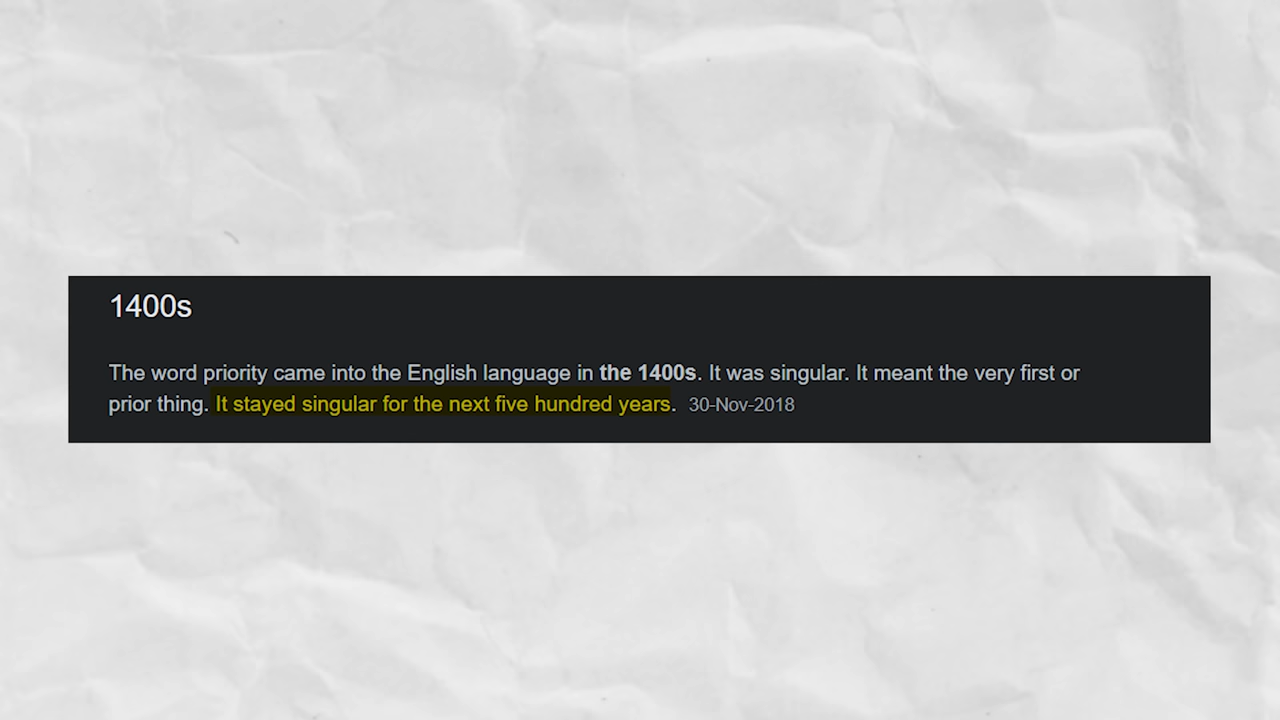 1400s
The word priority came into the English language in the 1400s. It was singular. It meant the very first or
prior thing. It stayed singular for the next five hundred years. 30-Nov-2018